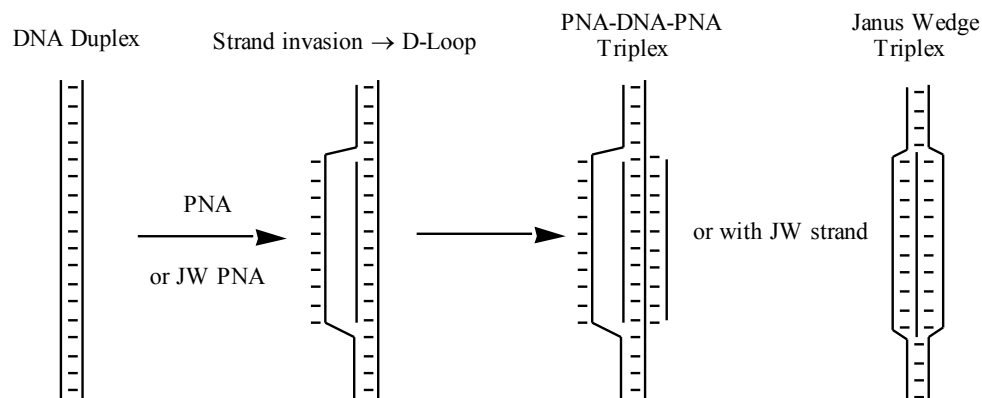 DNA Duplex
Strand invasion → D-Loop
PNA-DNA-PNA
Triplex
Janus Wedge
Triplex
PNA
or JW PNA
or with JW strand